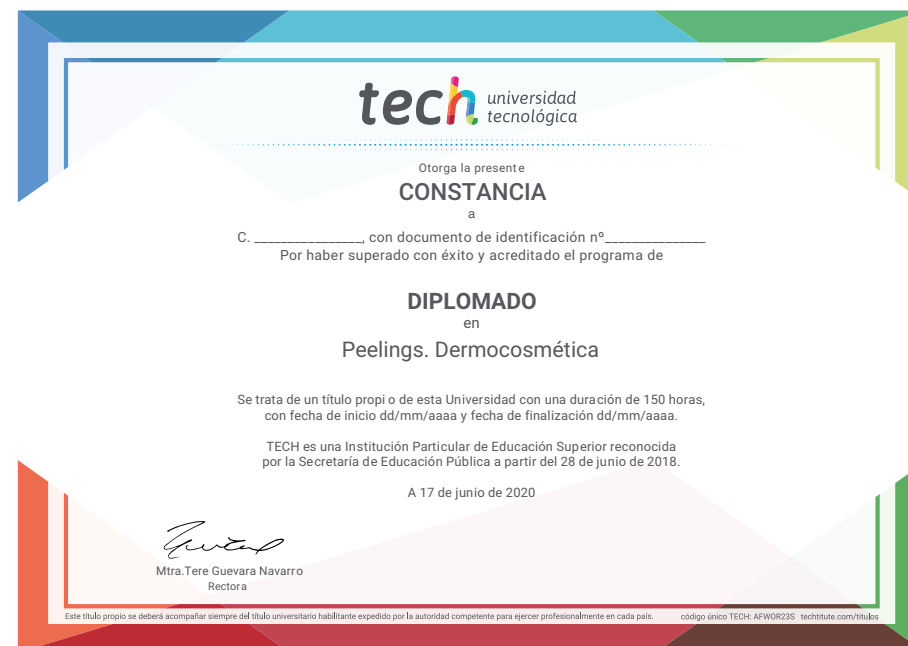 tech universidad
tecnológica
Otorga la presente
CONSTANCIA
a
C. ________________, con documento de identificación nº_______________
Por haber superado con éxito y acreditado el programa de
DIPLOMADO
en
Peelings. Dermocosmética
Se trata de un título propi o de esta Universidad con una duración de 150 horas,
con fecha de inicio dd/mm/aaaa y fecha de finalización dd/mm/aaaa.
TECH es una Institución Particular de Educación Superior reconocida
por la Secretaría de Educación Pública a partir del 28 de junio de 2018.
A 17 de junio de 2020
Mtra.Tere Guevara Navarro
Rectora
Este título propio se deberá acompañar siempre del título universitario habilitante expedido por la autoridad competente para ejercer profesionalmente en cada país. código único TECH: AFWOR23S techtitute.com/titulos